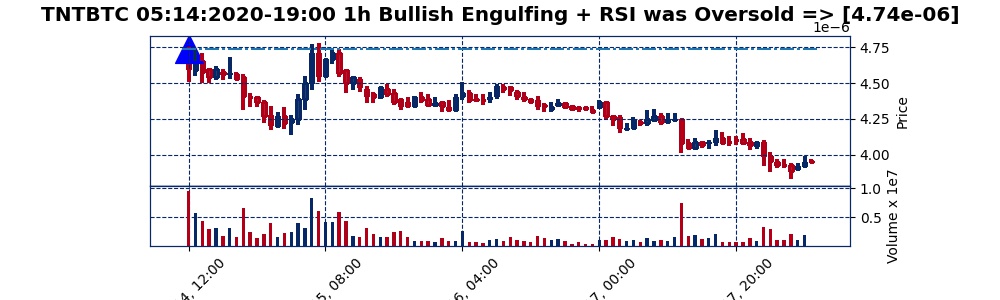 TNTBTC 05:14:2020-19:00 1h Bullish Engulfing + RSI was Oversold => [4.74e-06]
1e−6
4.75
4.50
4.25
4.00
Price
1.0
0.5
Volume x 1e7
4, 12:00
5, 08:00
6, 04:00
7, 00:00
7, 20:00